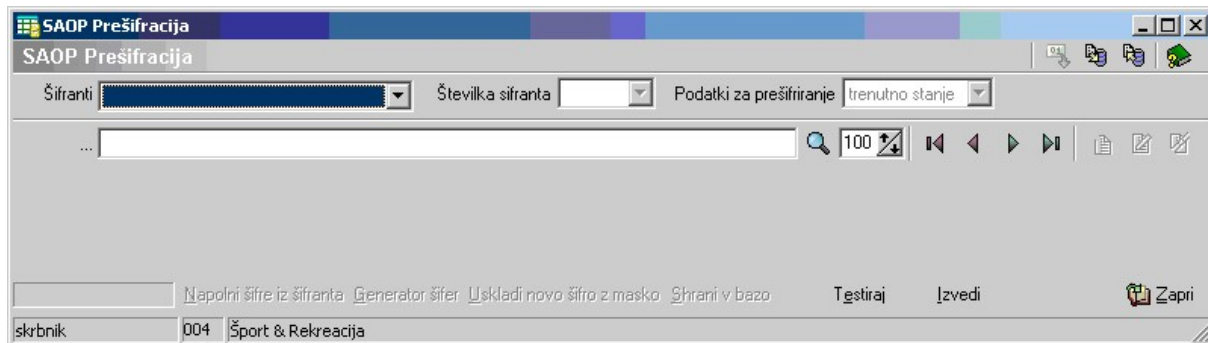 SAOP Prešifracija
SAOP Prešifracija
Šifranti Številka sifranta Podatki za prešifriranje trenutno stanje
... 100
Napolni šifre iz šifranta Generator šifer Uskladi novo šifro z masko Shrani v bazo Testiraj Izvedi Zapri
skrbnik 004 Šport & Rekreacija